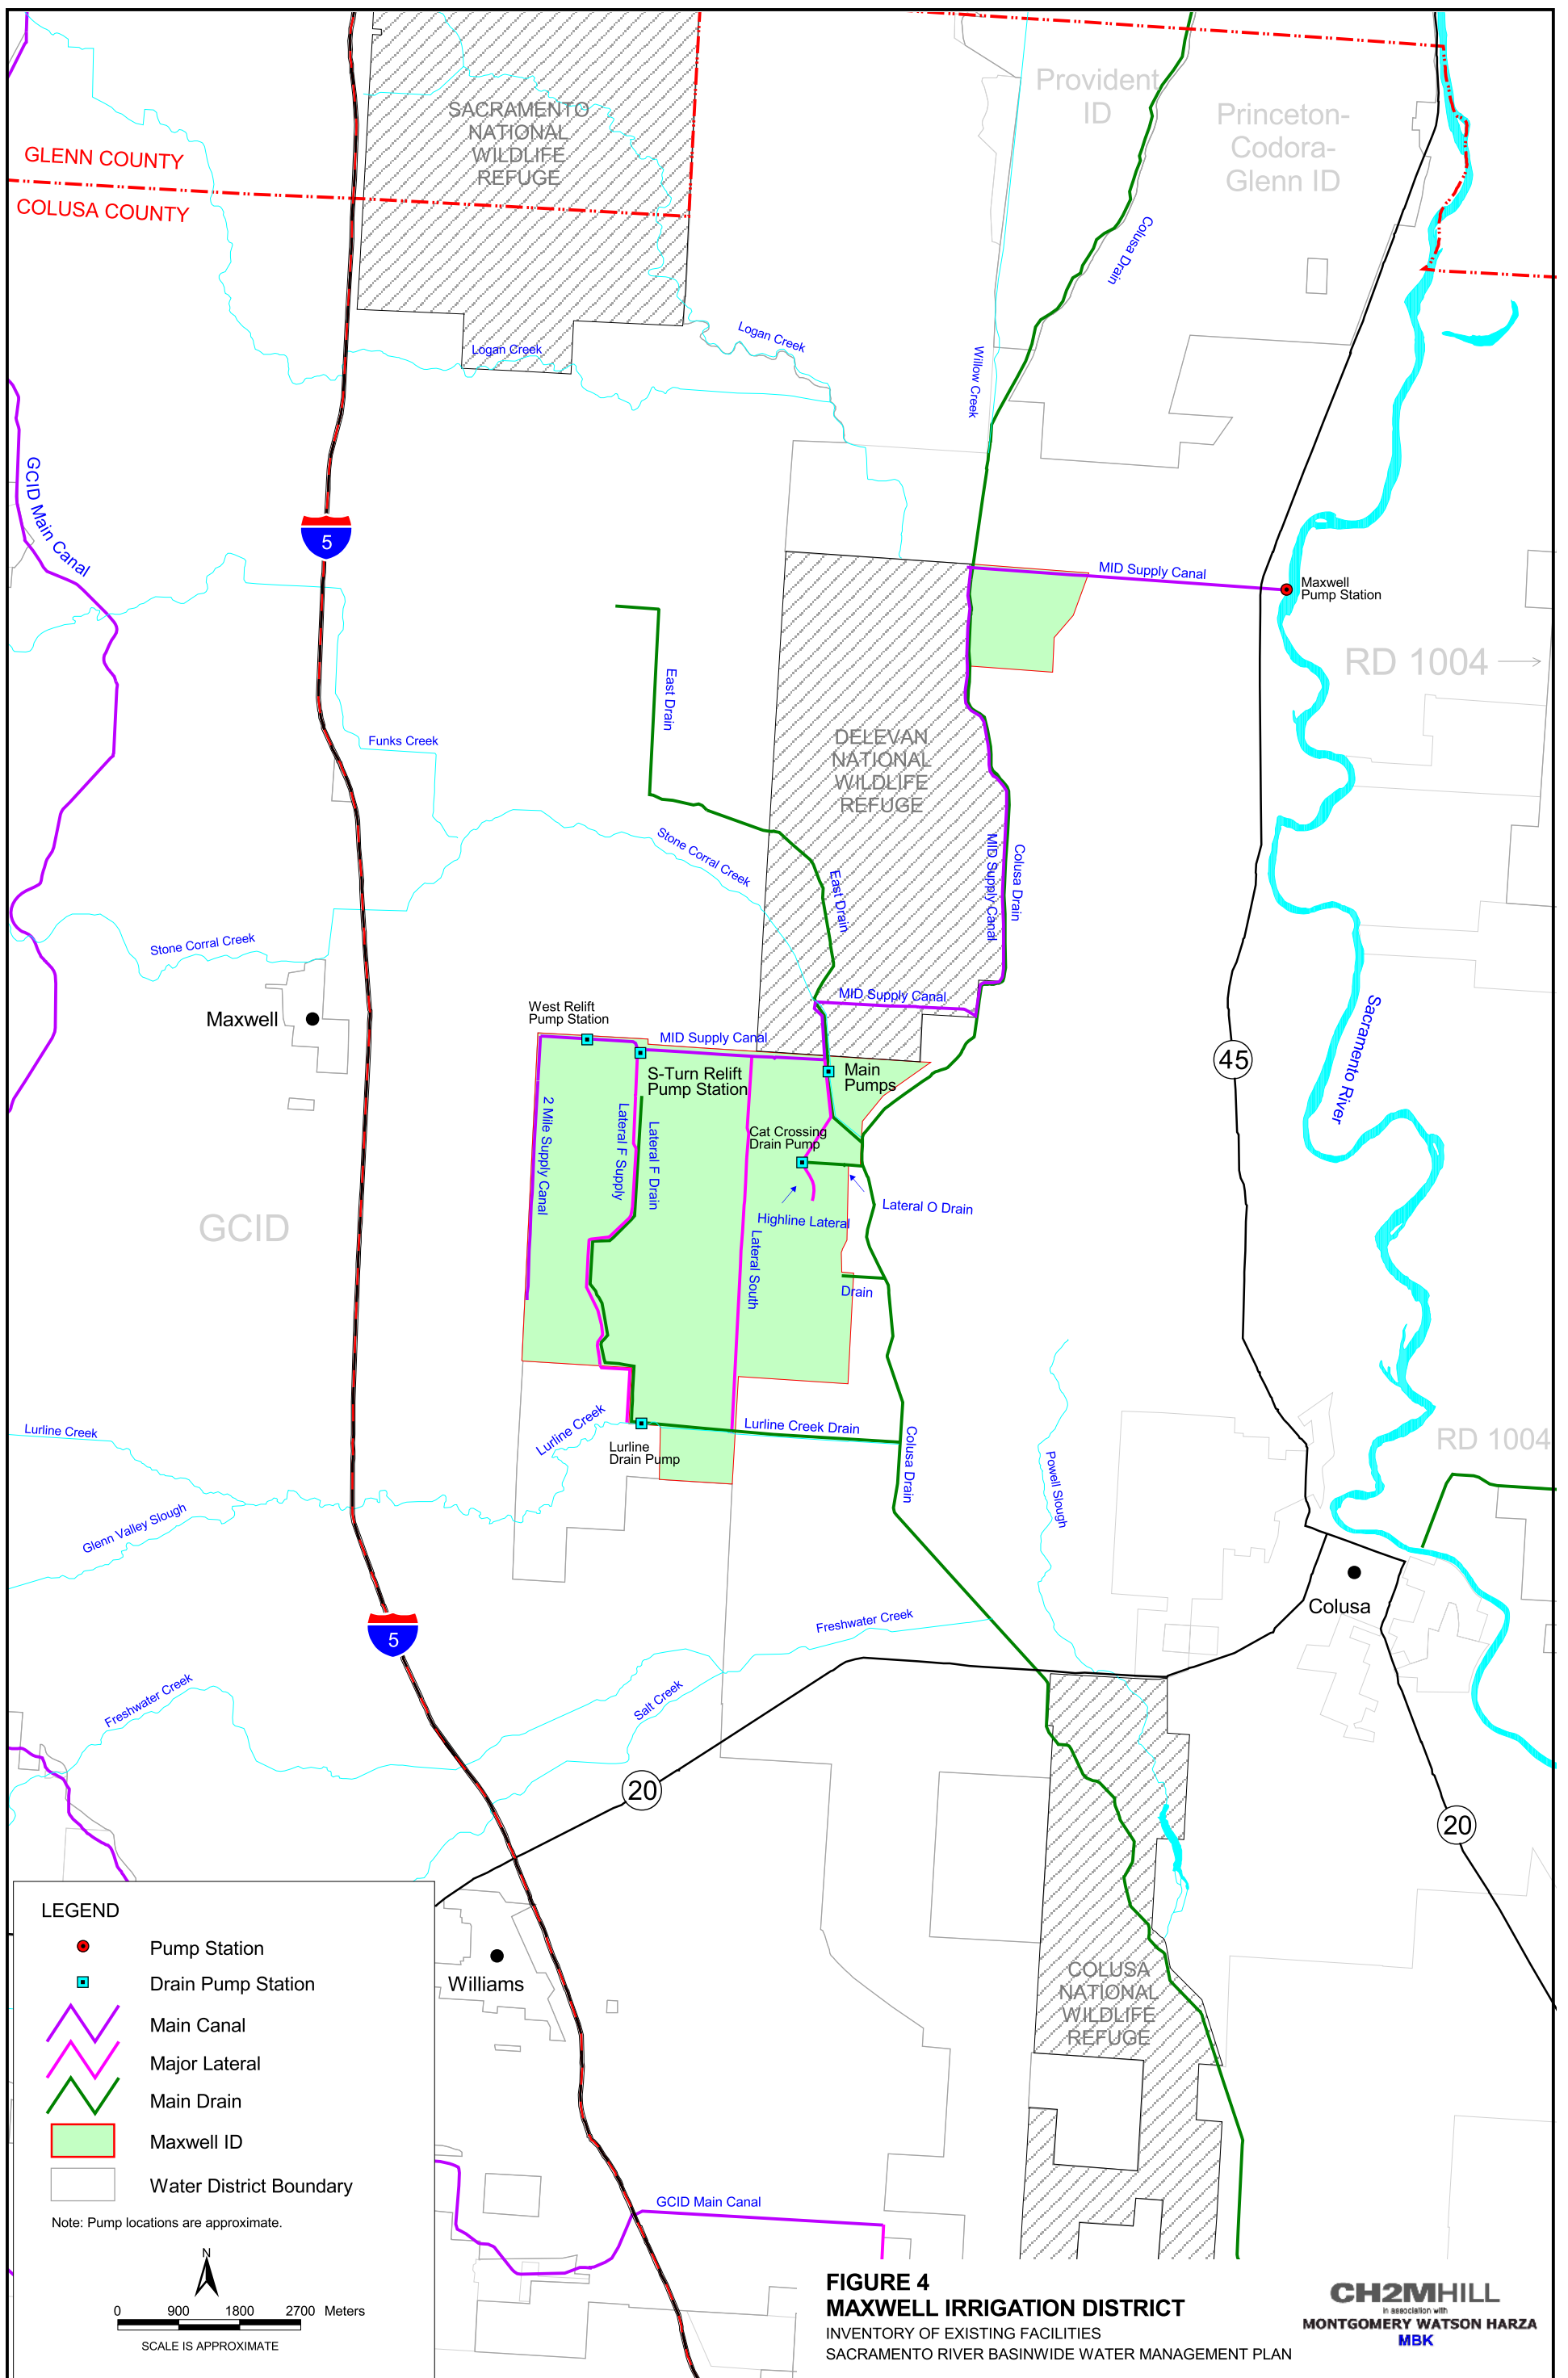 SACRAMENTO
NATIONAL
WILDLIFE
REFUGE
Provident
ID
Princeton-
Codora-
Glenn ID
GLENN COUNTY
COLUSA COUNTY
Colusa Drain
Logan Creek
Logan Creek
Willow Creek
GCID Main Canal
5
MID Supply Canal
Maxwell
Pump Station
RD 1004
East Drain
Funks Creek
DELEVAN
NATIONAL
WILDLIFE
REFUGE
Stone Corral Creek
East Drain
MID Supply Canal
Colusa Drain
Stone Corral Creek
Maxwell
West Relift
Pump Station
MID Supply Canal
MID Supply Canal
S-Turn Relift
Pump Station
Main
Pumps
45
Sacramento River
2 Mile Supply Canal
Lateral F Supply
Lateral F Drain
Cat Crossing
Drain Pump
Lateral O Drain
Highline Lateral
GCID
Lateral South
Drain
Lurline Creek
Lurline Creek
Lurline
Drain Pump
Lurline Creek Drain
Colusa Drain
Powell Slough
RD 1004
Glenn Valley Slough
Colusa
5
Freshwater Creek
Freshwater Creek
Salt Creek
20
20
Williams
COLUSA
NATIONAL
WILDLIFE
REFUGE
GCID Main Canal
LEGEND
Pump Station
Drain Pump Station
Main Canal
Major Lateral
Main Drain
Maxwell ID
Water District Boundary
Note: Pump locations are approximate.
N
0 900 1800 2700 Meters
SCALE IS APPROXIMATE
FIGURE 4
MAXWELL IRRIGATION DISTRICT
INVENTORY OF EXISTING FACILITIES
SACRAMENTO RIVER BASINWIDE WATER MANAGEMENT PLAN
CH2MHILL
in association with
MONTGOMERY WATSON HARZA
MBK